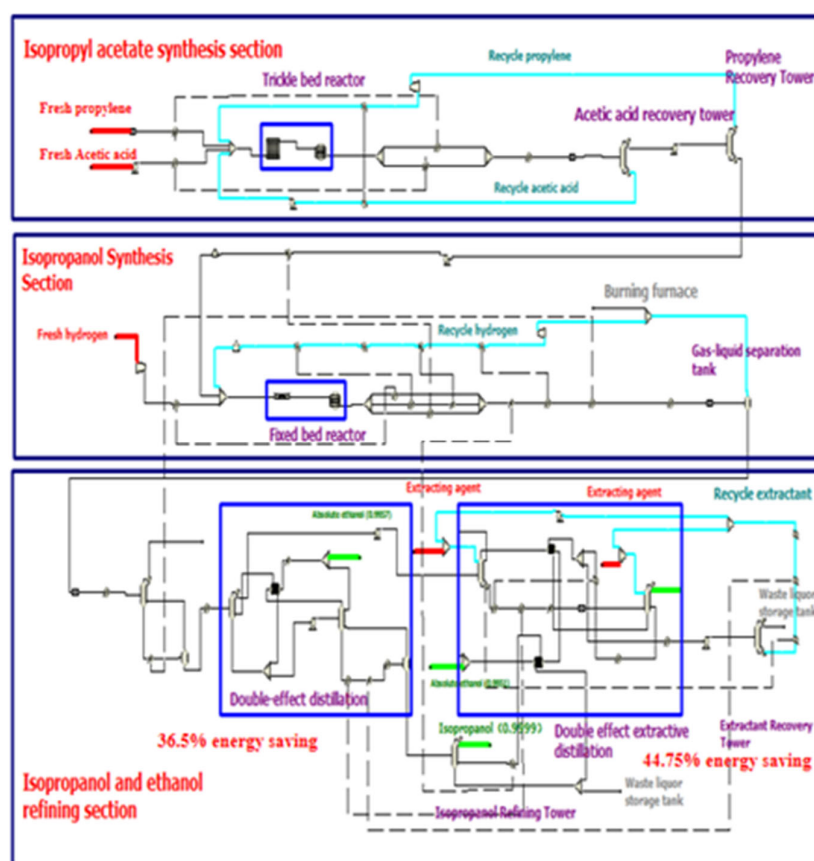 Isopropyl acetate synthesis section
Recycle propylene
Propylene
Recovery Tower
Trickle bed reactor
Fresh propylene
Acetic acid recovery tower
Fresh Acetic acid
Recycle acetic acid
Isopropanol Synthesis
Section
Burning furnace
Fresh hydrogen
Recycle hydrogen
Gas-liquid separation
tank
Fixed bed reactor
Extracting agent
Extracting agent
Recycle extractant
Absolute ethanol
Waste liquor
storage tank
Absolute ethanol
Double-effect distillation
Isopropanol (0.9999)
Double effect extractive
distillation
Extractant Recovery
Tower
36.5% energy saving
44.75% energy saving
Isopropanol and ethanol
refining section
Waste liquor
storage tank
Isopropanol Refining Tower